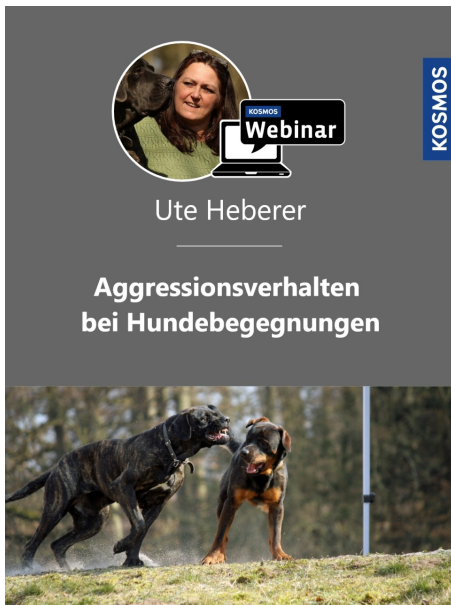 KOSMOS
KOSMOS
Webinar
Ute Heberer
Aggressionsverhalten
bei Hundebegegnungen